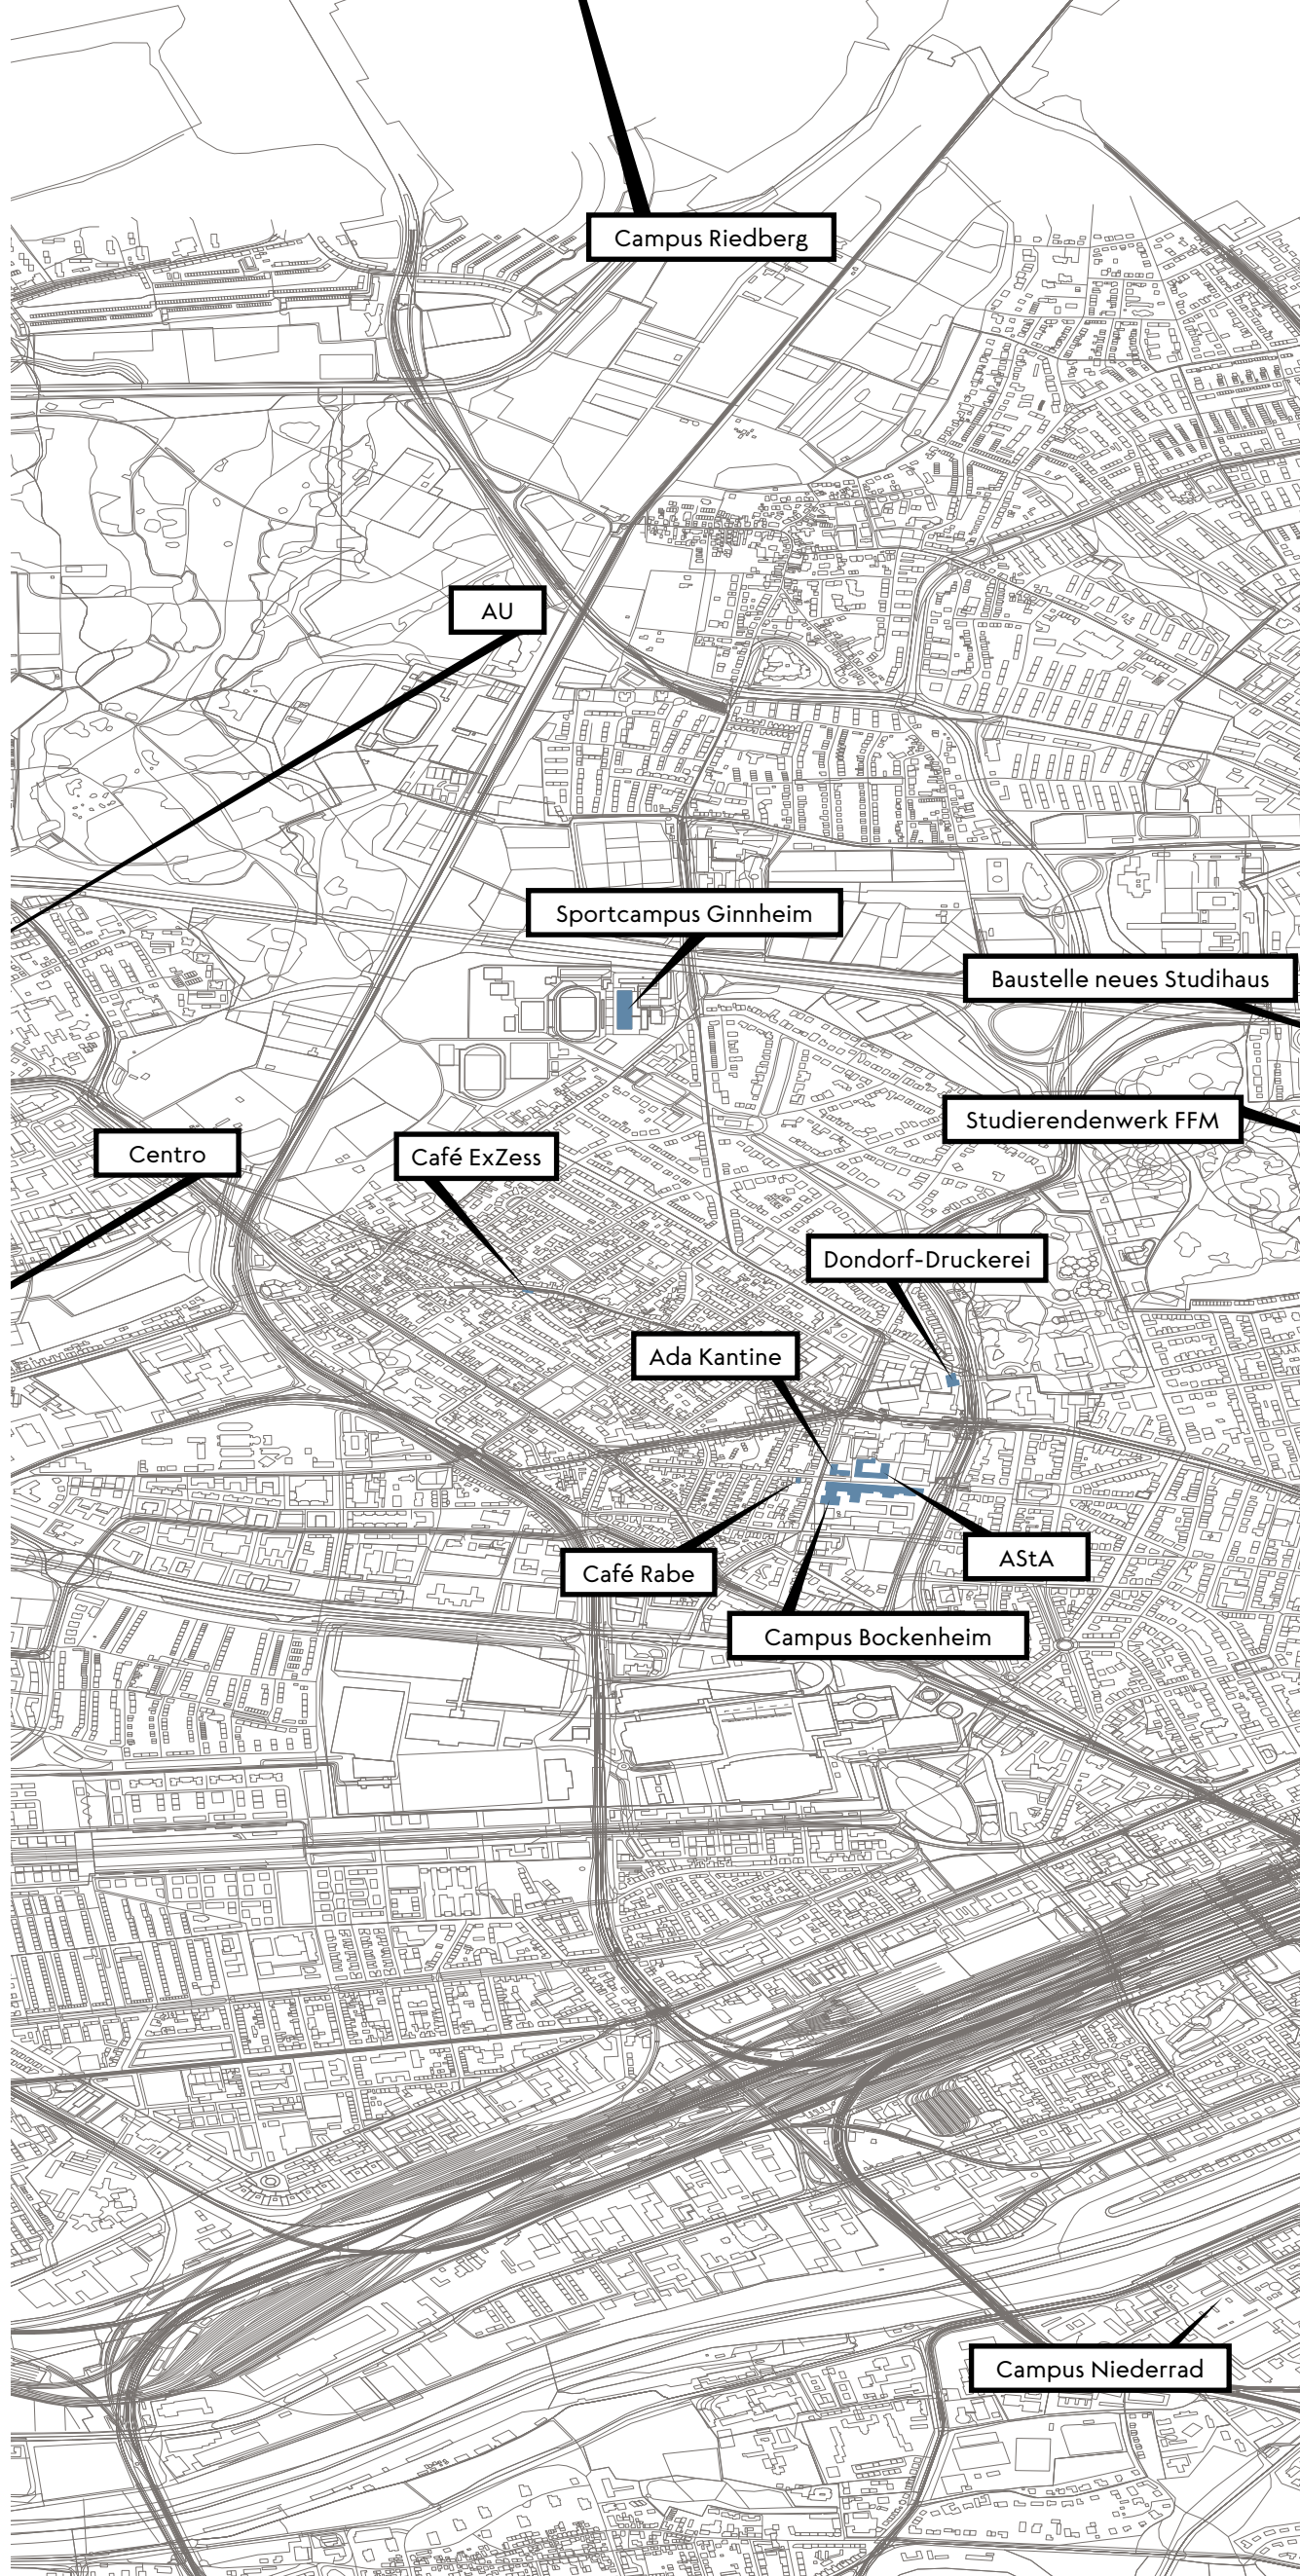 Campus Riedberg
AU
Sportcampus Ginnheim
Baustelle neues Studihaus
Studierendenwerk FFM
Centro
Café ExZess
Dondorf-Druckerei
Ada Kantine
AStA
Café Rabe
Campus Bockenheim
Campus Niederrad